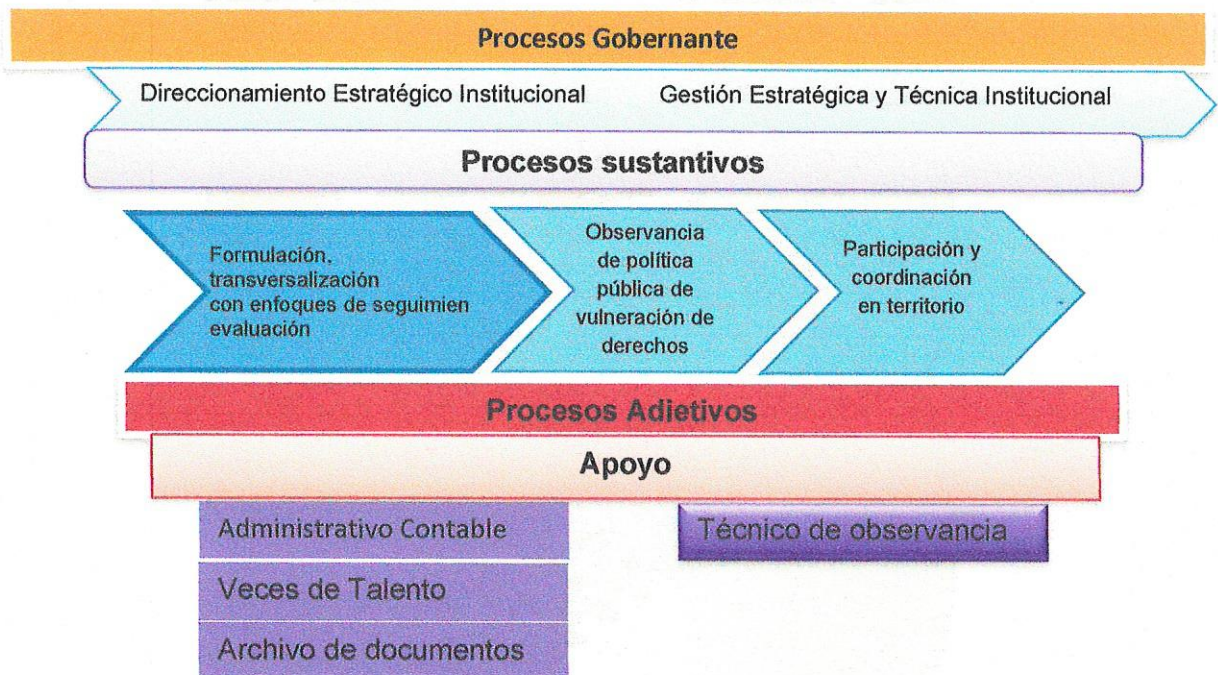 Procesos Gobernante
Direccionamiento Estratégico Institucional
Gestión Estratégica y Técnica Institucional
Procesos sustantivos
Formulación,
transversalización
con enfoques de seguimien
evaluación
Observancia
de política
pública de
vulneración de
derechos
Participación y
coordinación
en territorio
Procesos Adietivos
Apoyo
Administrativo Contable
Veces de Talento
Archivo de documentos
Técnico de observancia